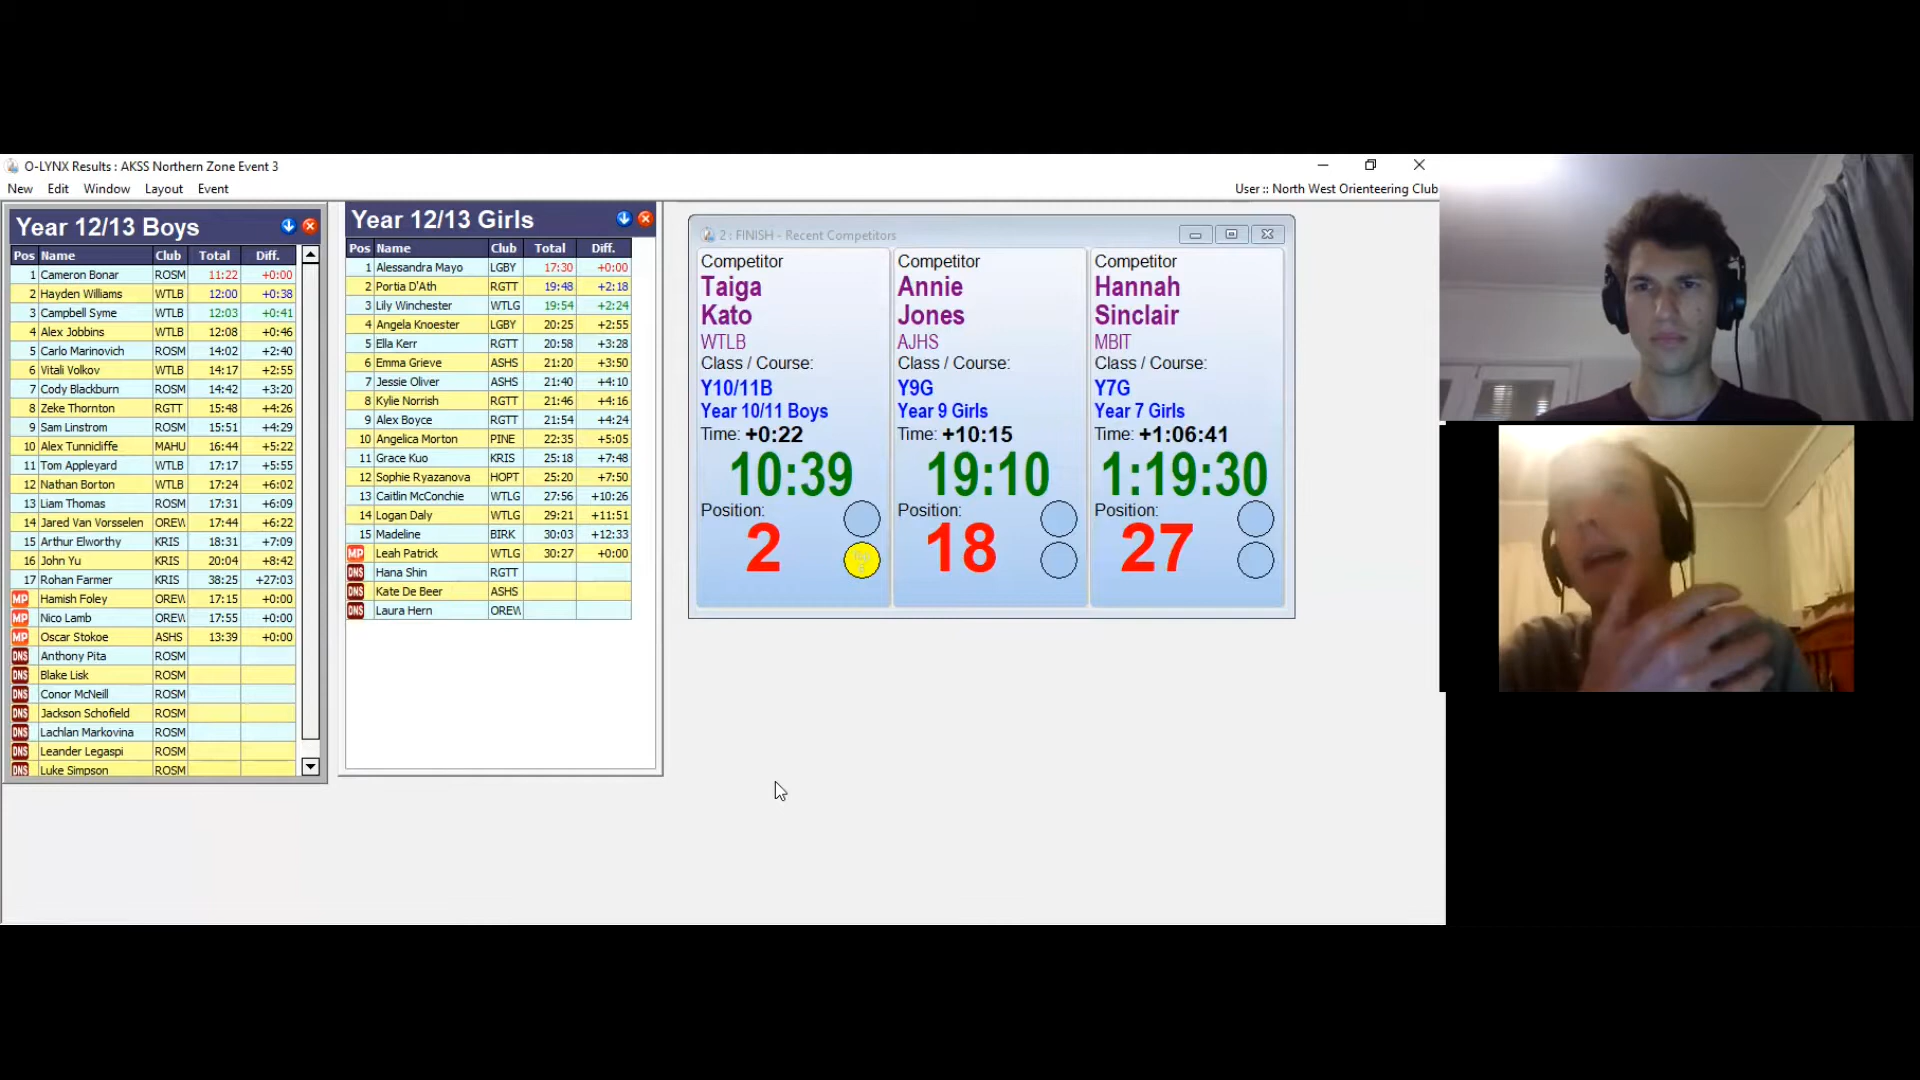 O-LYNX Results : AKSS Northern Zone Event 3
New Edit Window Layout Event
User :: North West Orienteering Club
Year 12/13 Boys
Pos Name Club Total Diff.
1 Cameron Bonar ROSM 11:22 +0:00
2 Hayden Williams WTLB 12:00 +0:38
3 Campbell Syme WTLB 12:03 +0:41
4 Alex Jobbins WTLB 12:08 +0:46
5 Carlo Marinovich ROSM 14:02 +2:40
6 Vitali Volkov WTLB 14:17 +2:55
7 Cody Blackburn ROSM 14:42 +3:20
8 Zeke Thornton RGTT 15:48 +4:26
9 Sam Linstrom ROSM 15:51 +4:29
10 Alex Tunnicliffe MAHU 16:44 +5:22
11 Tom Appleyard WTLB 17:17 +5:55
12 Nathan Borton WTLB 17:24 +6:02
13 Liam Thomas ROSM 17:31 +6:09
14 Jared Van Vorsselen OREW 17:44 +6:22
15 Arthur Elworthy KRIS 18:31 +7:09
16 John Yu KRIS 20:04 +8:42
17 Rohan Farmer KRIS 38:25 +27:03
MP Hamish Foley OREW 17:15 +0:00
MP Nico Lamb OREW 17:55 +0:00
MP Oscar Stokoe ASHS 13:39 +0:00
DNS Anthony Pita ROSM
DNS Blake Lisk ROSM
DNS Conor McNeill ROSM
DNS Jackson Schofield ROSM
DNS Lachlan Markovina ROSM
DNS Leander Legaspi ROSM
DNS Luke Simpson ROSM
Year 12/13 Girls
Pos Name Club Total Diff.
1 Alessandra Mayo LGBY 17:30 +0:00
2 Portia D'Ath RGTT 19:48 +2:18
3 Lily Winchester WTLG 19:54 +2:24
4 Angela Knoester LGBY 20:25 +2:55
5 Ella Kerr RGTT 20:58 +3:28
6 Emma Grieve ASHS 21:20 +3:50
7 Jessie Oliver ASHS 21:40 +4:10
8 Kylie Norrish RGTT 21:46 +4:16
9 Alex Boyce RGTT 21:54 +4:24
10 Angelica Morton PINE 22:35 +5:05
11 Grace Kuo KRIS 25:18 +7:48
12 Sophie Ryazanova HOPT 25:20 +7:50
13 Caitlin McConchie WTLG 27:56 +10:26
14 Logan Daly WTLG 29:21 +11:51
15 Madeline BIRK 30:03 +12:33
MP Leah Patrick WTLG 30:27 +0:00
DNS Hana Shin RGTT
DNS Kate De Beer ASHS
DNS Laura Hern OREW
2 : FINISH - Recent Competitors
Competitor
Taiga
Kato
WTLB
Class / Course:
Y10/11B
Year 10/11 Boys
Time: +0:22
10:39
Position:
2
Competitor
Annie
Jones
AJHS
Class / Course:
Y9G
Year 9 Girls
Time: +10:15
19:10
Position:
18
Competitor
Hannah
Sinclair
MBIT
Class / Course:
Y7G
Year 7 Girls
Time: +1:06:41
1:19:30
Position:
27